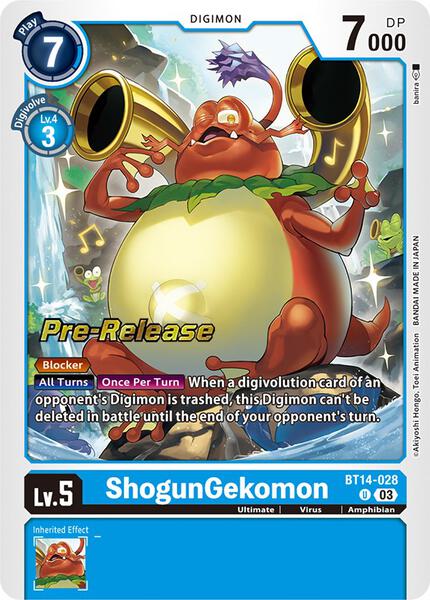 Play
7
DIGIMON
7000 DP
Digivolve
Lv.4
3
banira
©Akiyoshi Hongo, Toei Animation BANDAI MADE IN JAPAN
Pre-Release
Blocker
All Turns Once Per Turn When a digivolution card of an
opponent's Digimon is trashed, this Digimon can't be
deleted in battle until the end of your opponent's turn.
Lv.5
ShogunGekomon
BT14-028
U 03
Ultimate Virus Amphibian
Inherited Effect
–